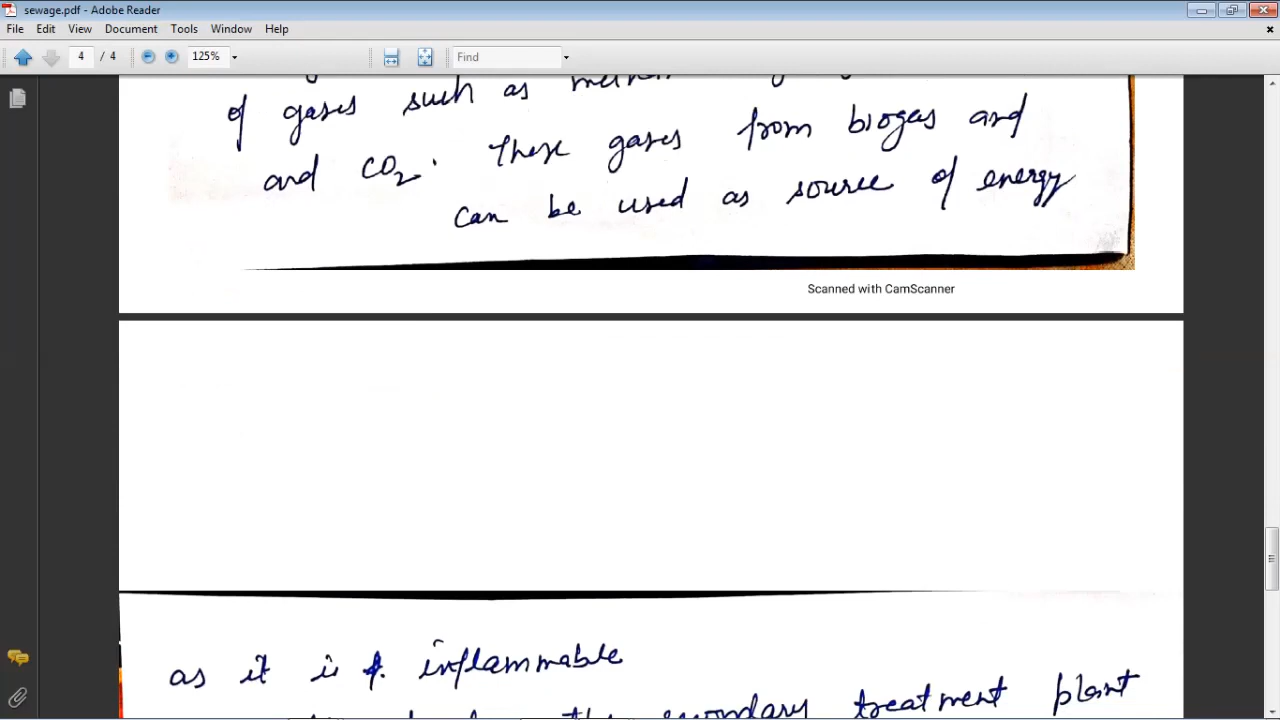 sewage.pdf - Adobe Reader
File Edit View Document Tools Window Help
4 / 4 125% Find
of gases such as
and CO2. These gases from biogas and
can be used as source of energy
Scanned with CamScanner
as it is inflammable
the secondary treatment plant